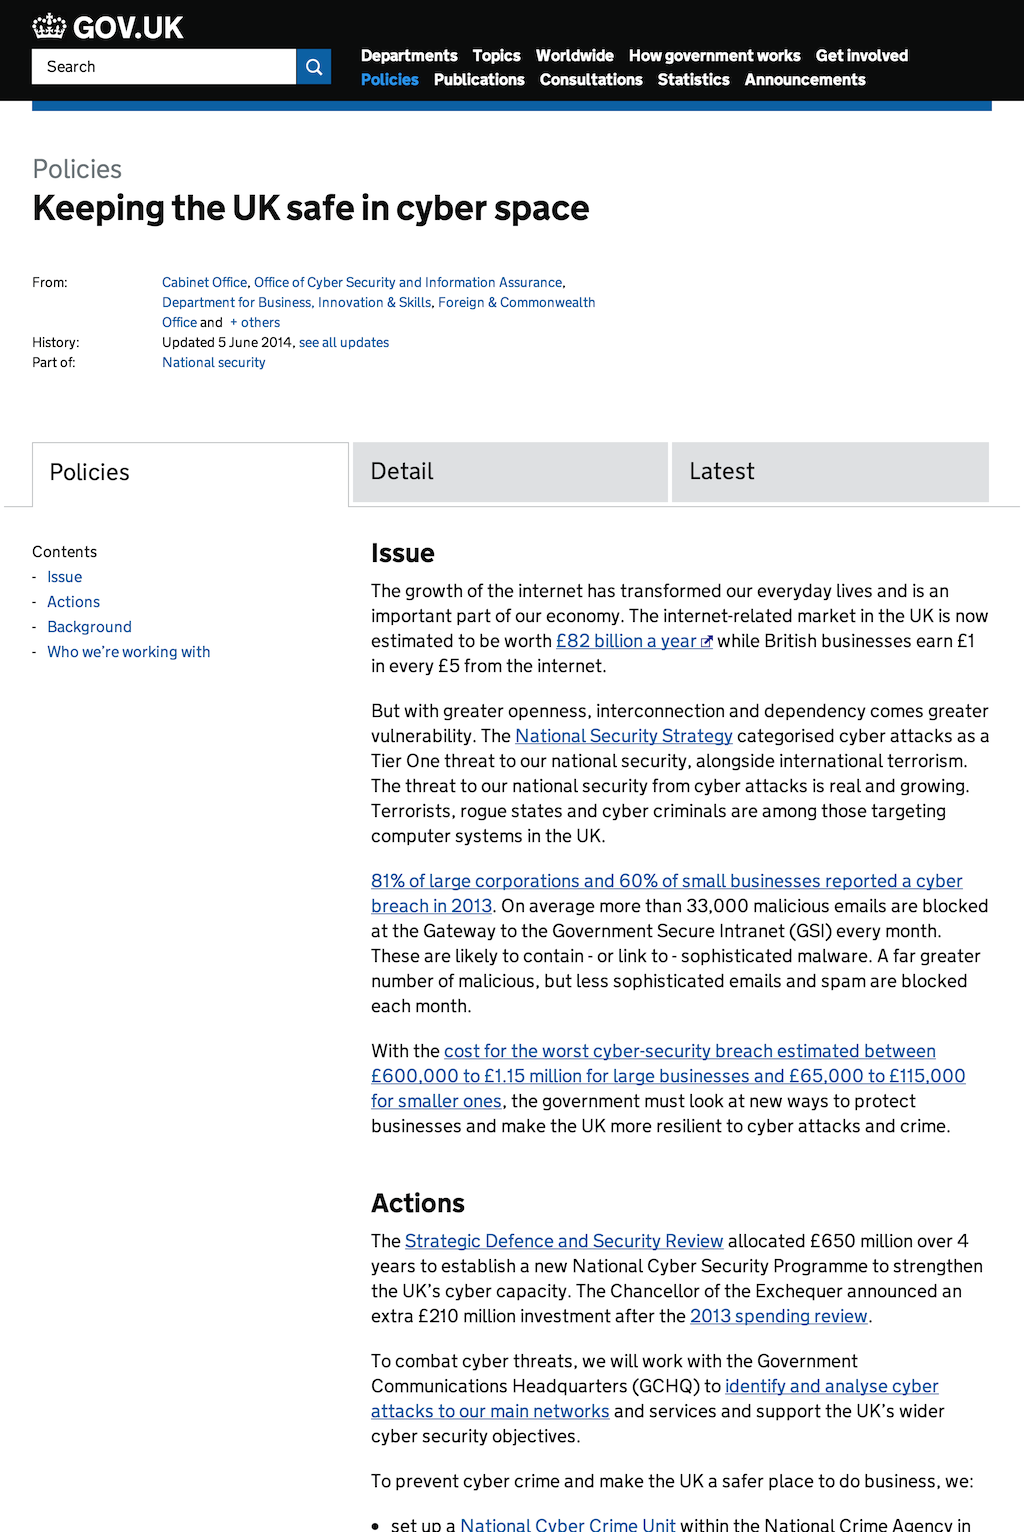 GOV.UK
Search
Departments Topics Worldwide How government works Get involved
Policies Publications Consultations Statistics Announcements
Policies
Keeping the UK safe in cyber space
From: Cabinet Office, Office of Cyber Security and Information Assurance,
Department for Business, Innovation & Skills, Foreign & Commonwealth
Office and + others
History: Updated 5 June 2014, see all updates
Part of: National security
Policies Detail Latest
Contents
- Issue
- Actions
- Background
- Who we’re working with
Issue
The growth of the internet has transformed our everyday lives and is an
important part of our economy. The internet-related market in the UK is now
estimated to be worth £82 billion a year while British businesses earn £1
in every £5 from the internet.
But with greater openness, interconnection and dependency comes greater
vulnerability. The National Security Strategy categorised cyber attacks as a
Tier One threat to our national security, alongside international terrorism.
The threat to our national security from cyber attacks is real and growing.
Terrorists, rogue states and cyber criminals are among those targeting
computer systems in the UK.
81% of large corporations and 60% of small businesses reported a cyber
breach in 2013. On average more than 33,000 malicious emails are blocked
at the Gateway to the Government Secure Intranet (GSI) every month.
These are likely to contain - or link to - sophisticated malware. A far greater
number of malicious, but less sophisticated emails and spam are blocked
each month.
With the cost for the worst cyber-security breach estimated between
£600,000 to £1.15 million for large businesses and £65,000 to £115,000
for smaller ones, the government must look at new ways to protect
businesses and make the UK more resilient to cyber attacks and crime.
Actions
The Strategic Defence and Security Review allocated £650 million over 4
years to establish a new National Cyber Security Programme to strengthen
the UK’s cyber capacity. The Chancellor of the Exchequer announced an
extra £210 million investment after the 2013 spending review.
To combat cyber threats, we will work with the Government
Communications Headquarters (GCHQ) to identify and analyse cyber
attacks to our main networks and services and support the UK’s wider
cyber security objectives.
To prevent cyber crime and make the UK a safer place to do business, we:
• set up a National Cyber Crime Unit within the National Crime Agency in